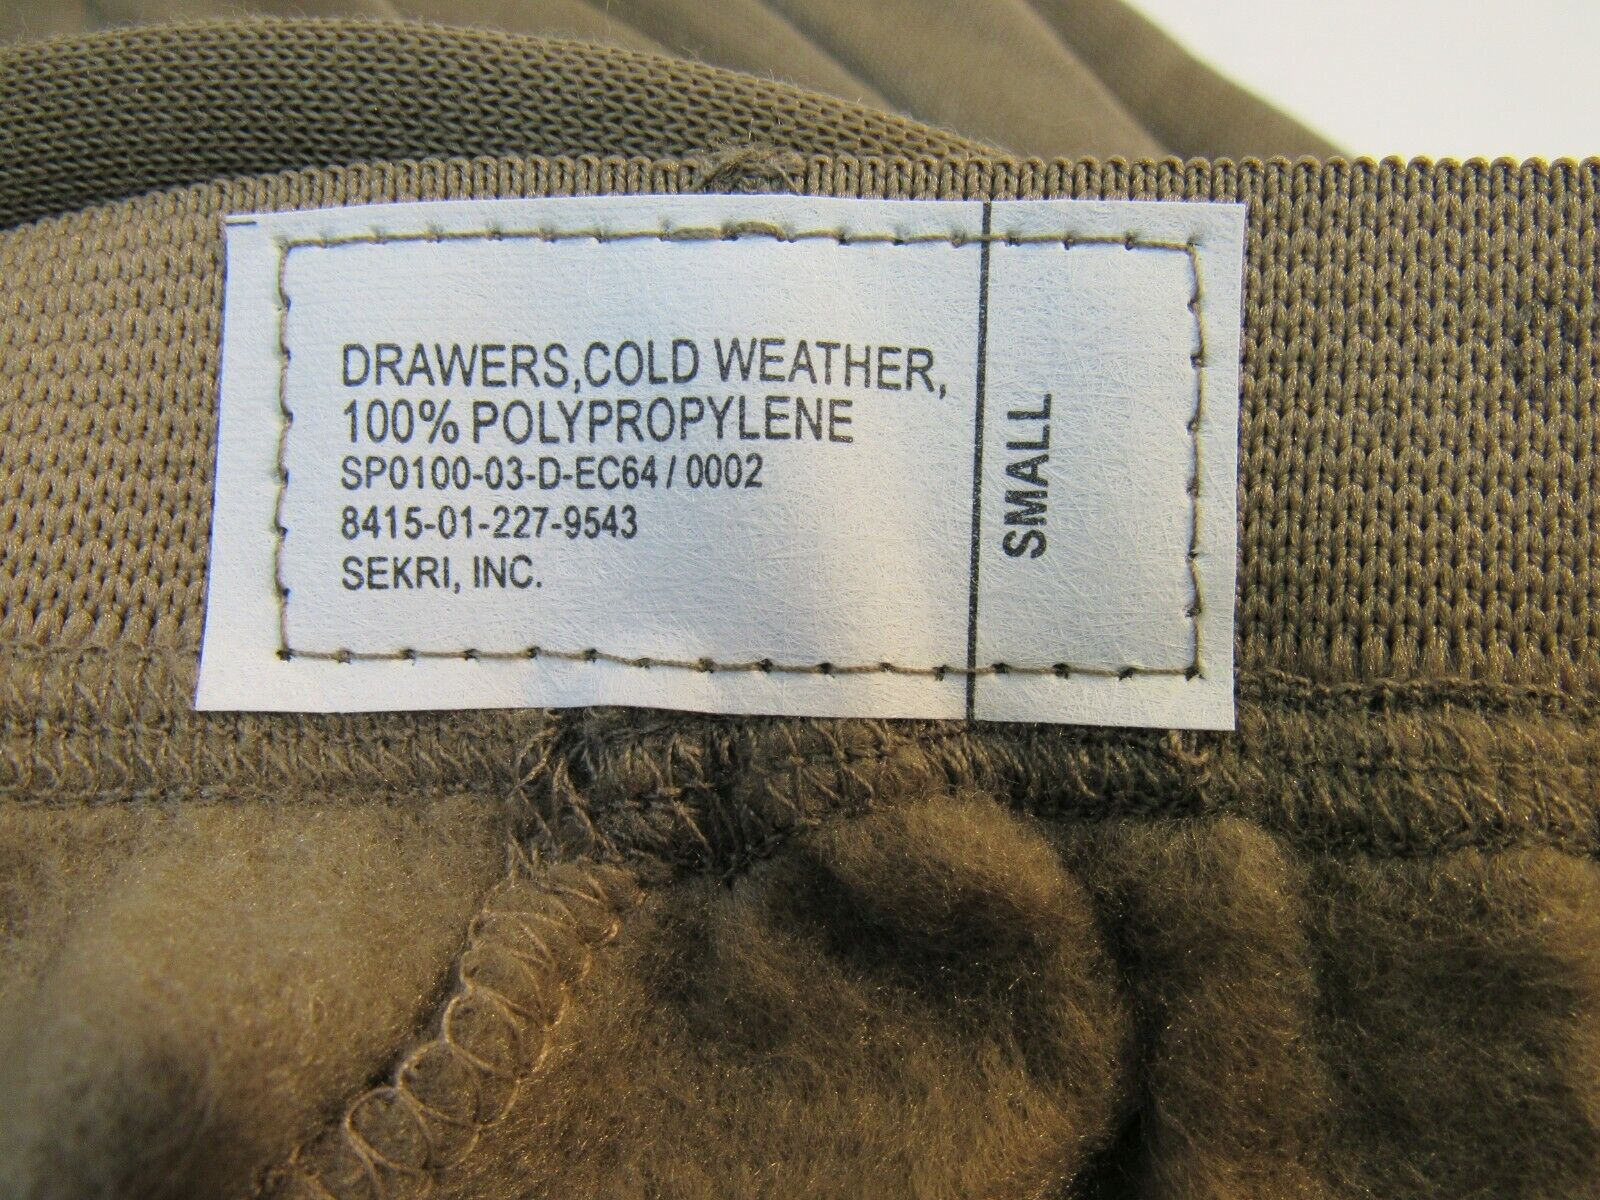 DRAWERS,COLD WEATHER,
100% POLYPROPYLENE
SP0100-03-D-EC64 / 0002
8415-01-227-9543
SEKRI, INC.
SMALL